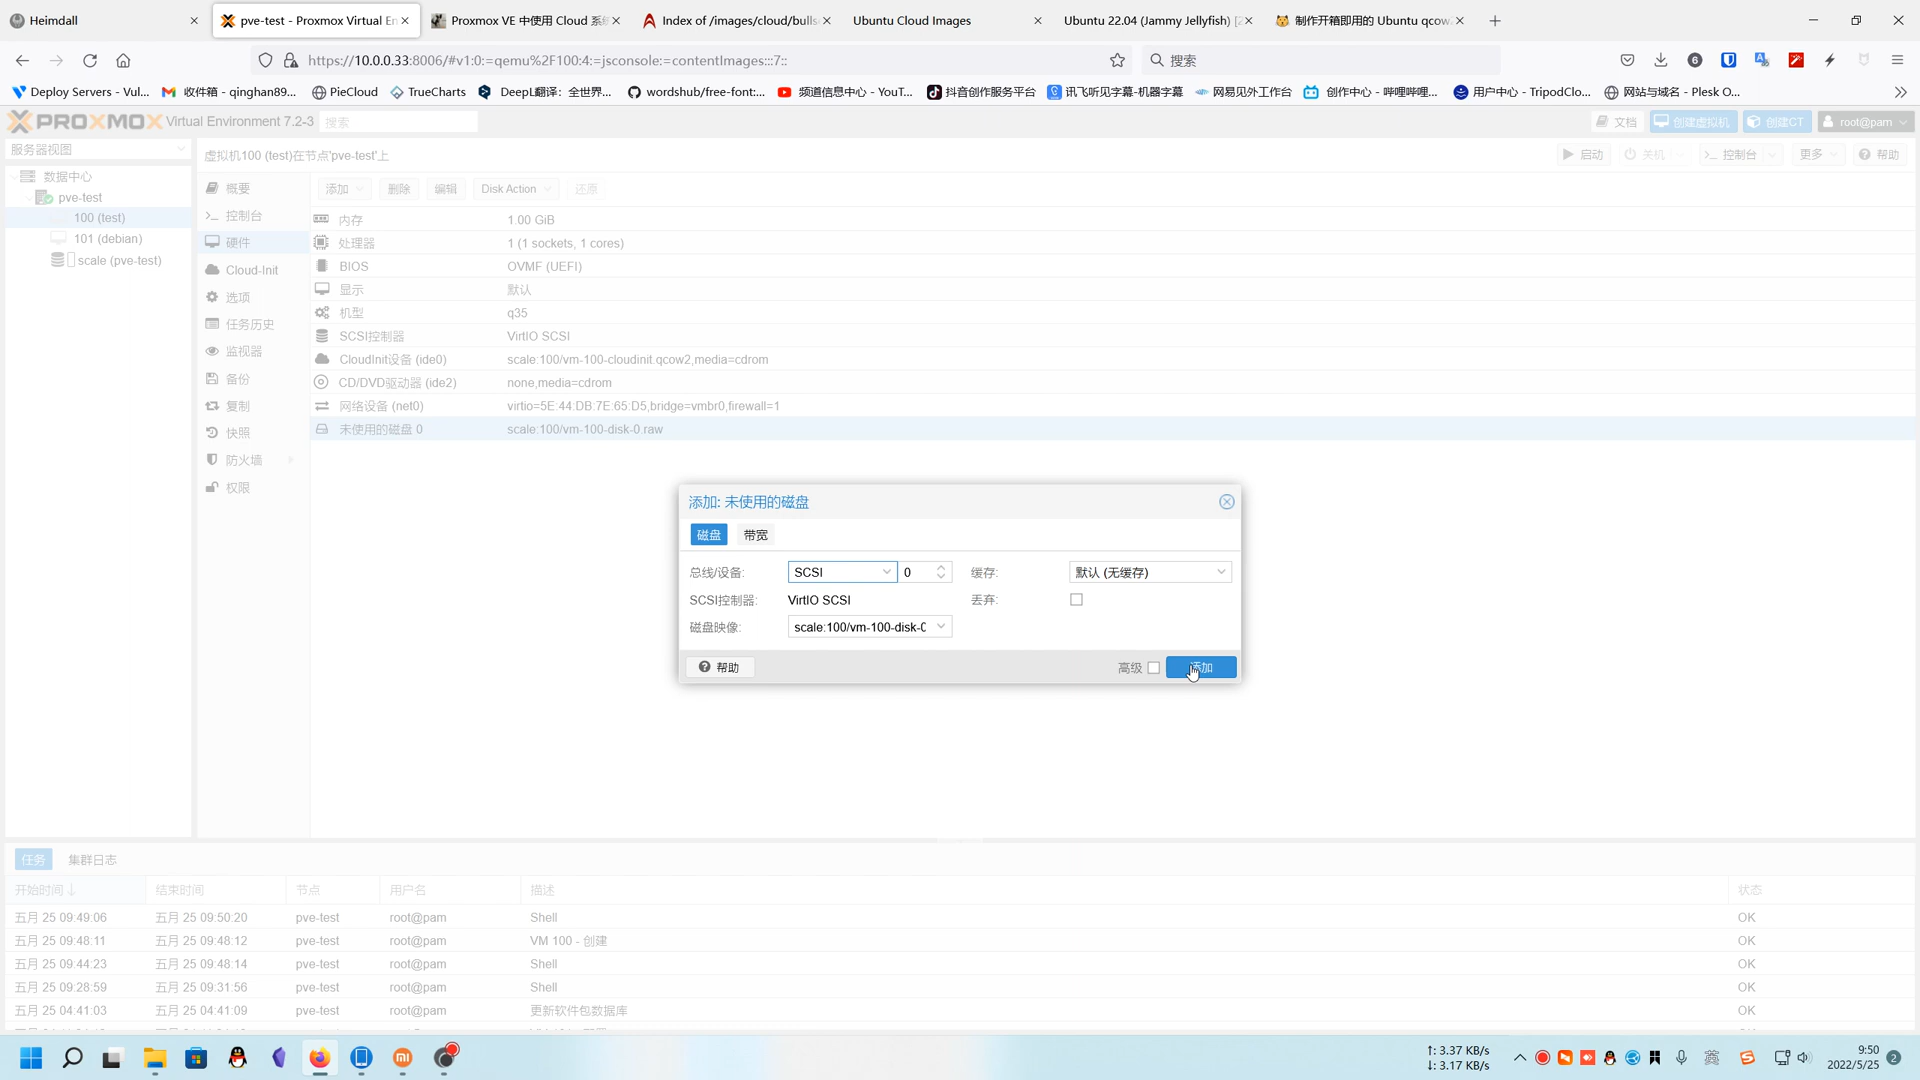 Heimdall
pve-test - Proxmox Virtual En
Proxmox VE 中使用 Cloud 系统
Index of /images/cloud/bulls
Ubuntu Cloud Images
Ubuntu 22.04 (Jammy Jellyfish) [2
制作开箱即用的 Ubuntu qcow
https://10.0.0.33:8006/#v1:0:=qemu%2F100:4:=jsconsole:=contentImages:::7::
搜索
6
Deploy Servers - Vul...
收件箱 - qinghan89...
PieCloud
TrueCharts
DeepL翻译：全世界...
wordshub/free-font:...
频道信息中心 - YouT...
抖音创作服务平台
讯飞听见字幕-机器字幕
网易见外工作台
创作中心 - 哔哩哔哩...
用户中心 - TripodClo...
网站与域名 - Plesk O...
PROXMOX Virtual Environment 7.2-3
搜索
文档
创建虚拟机
创建CT
root@pam
服务器视图
虚拟机100 (test)在节点'pve-test'上
启动
关机
控制台
更多
帮助
数据中心
pve-test
100 (test)
101 (debian)
scale (pve-test)
概要
控制台
硬件
Cloud-Init
选项
任务历史
监视器
备份
复制
快照
防火墙
权限
添加
删除
编辑
Disk Action
还原
内存 1.00 GiB
处理器 1 (1 sockets, 1 cores)
BIOS OVMF (UEFI)
显示 默认
机型 q35
SCSI控制器 VirtIO SCSI
CloudInit设备 (ide0) scale:100/vm-100-cloudinit.qcow2,media=cdrom
CD/DVD驱动器 (ide2) none,media=cdrom
网络设备 (net0) virtio=5E:44:DB:7E:65:D5,bridge=vmbr0,firewall=1
未使用的磁盘 0 scale:100/vm-100-disk-0.raw
添加: 未使用的磁盘
磁盘 带宽
总线/设备: SCSI 0 缓存: 默认 (无缓存)
SCSI控制器: VirtIO SCSI 丢弃:
磁盘映像: scale:100/vm-100-disk-0
帮助 高级 添加
任务 集群日志
开始时间 结束时间 节点 用户名 描述 状态
五月 25 09:49:06 五月 25 09:50:20 pve-test root@pam Shell OK
五月 25 09:48:11 五月 25 09:48:12 pve-test root@pam VM 100 - 创建 OK
五月 25 09:44:23 五月 25 09:48:14 pve-test root@pam Shell OK
五月 25 09:28:59 五月 25 09:31:56 pve-test root@pam Shell OK
五月 25 04:41:03 五月 25 04:41:09 pve-test root@pam 更新软件包数据库 OK
↑: 3.37 KB/s
↓: 3.17 KB/s
英
9:50
2022/5/25
2